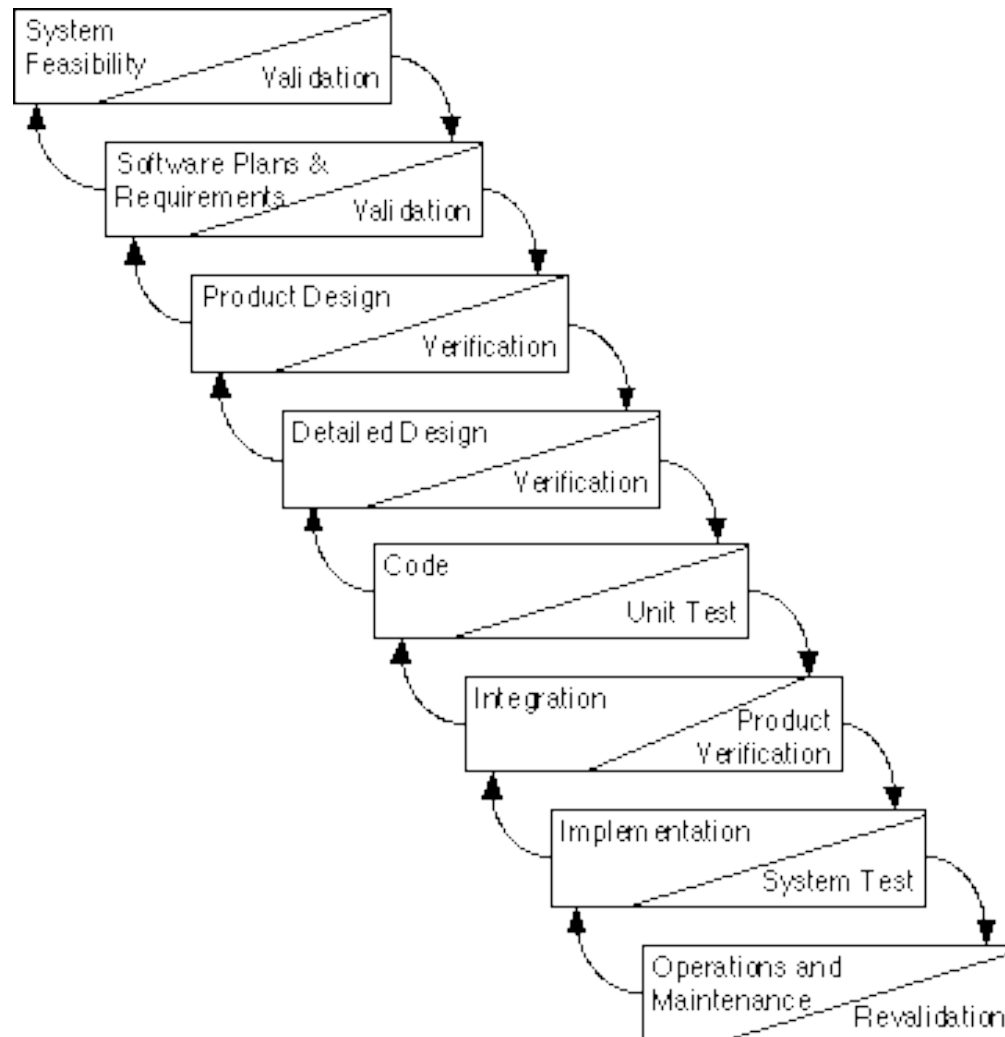 System
Feasibility
Validation
Software Plans &
Requirements
Validation
Product Design
Verification
Detailed Design
Verification
Code
Unit Test
Integration
Product
Verification
Implementation
System Test
Operations and
Maintenance
Revalidation